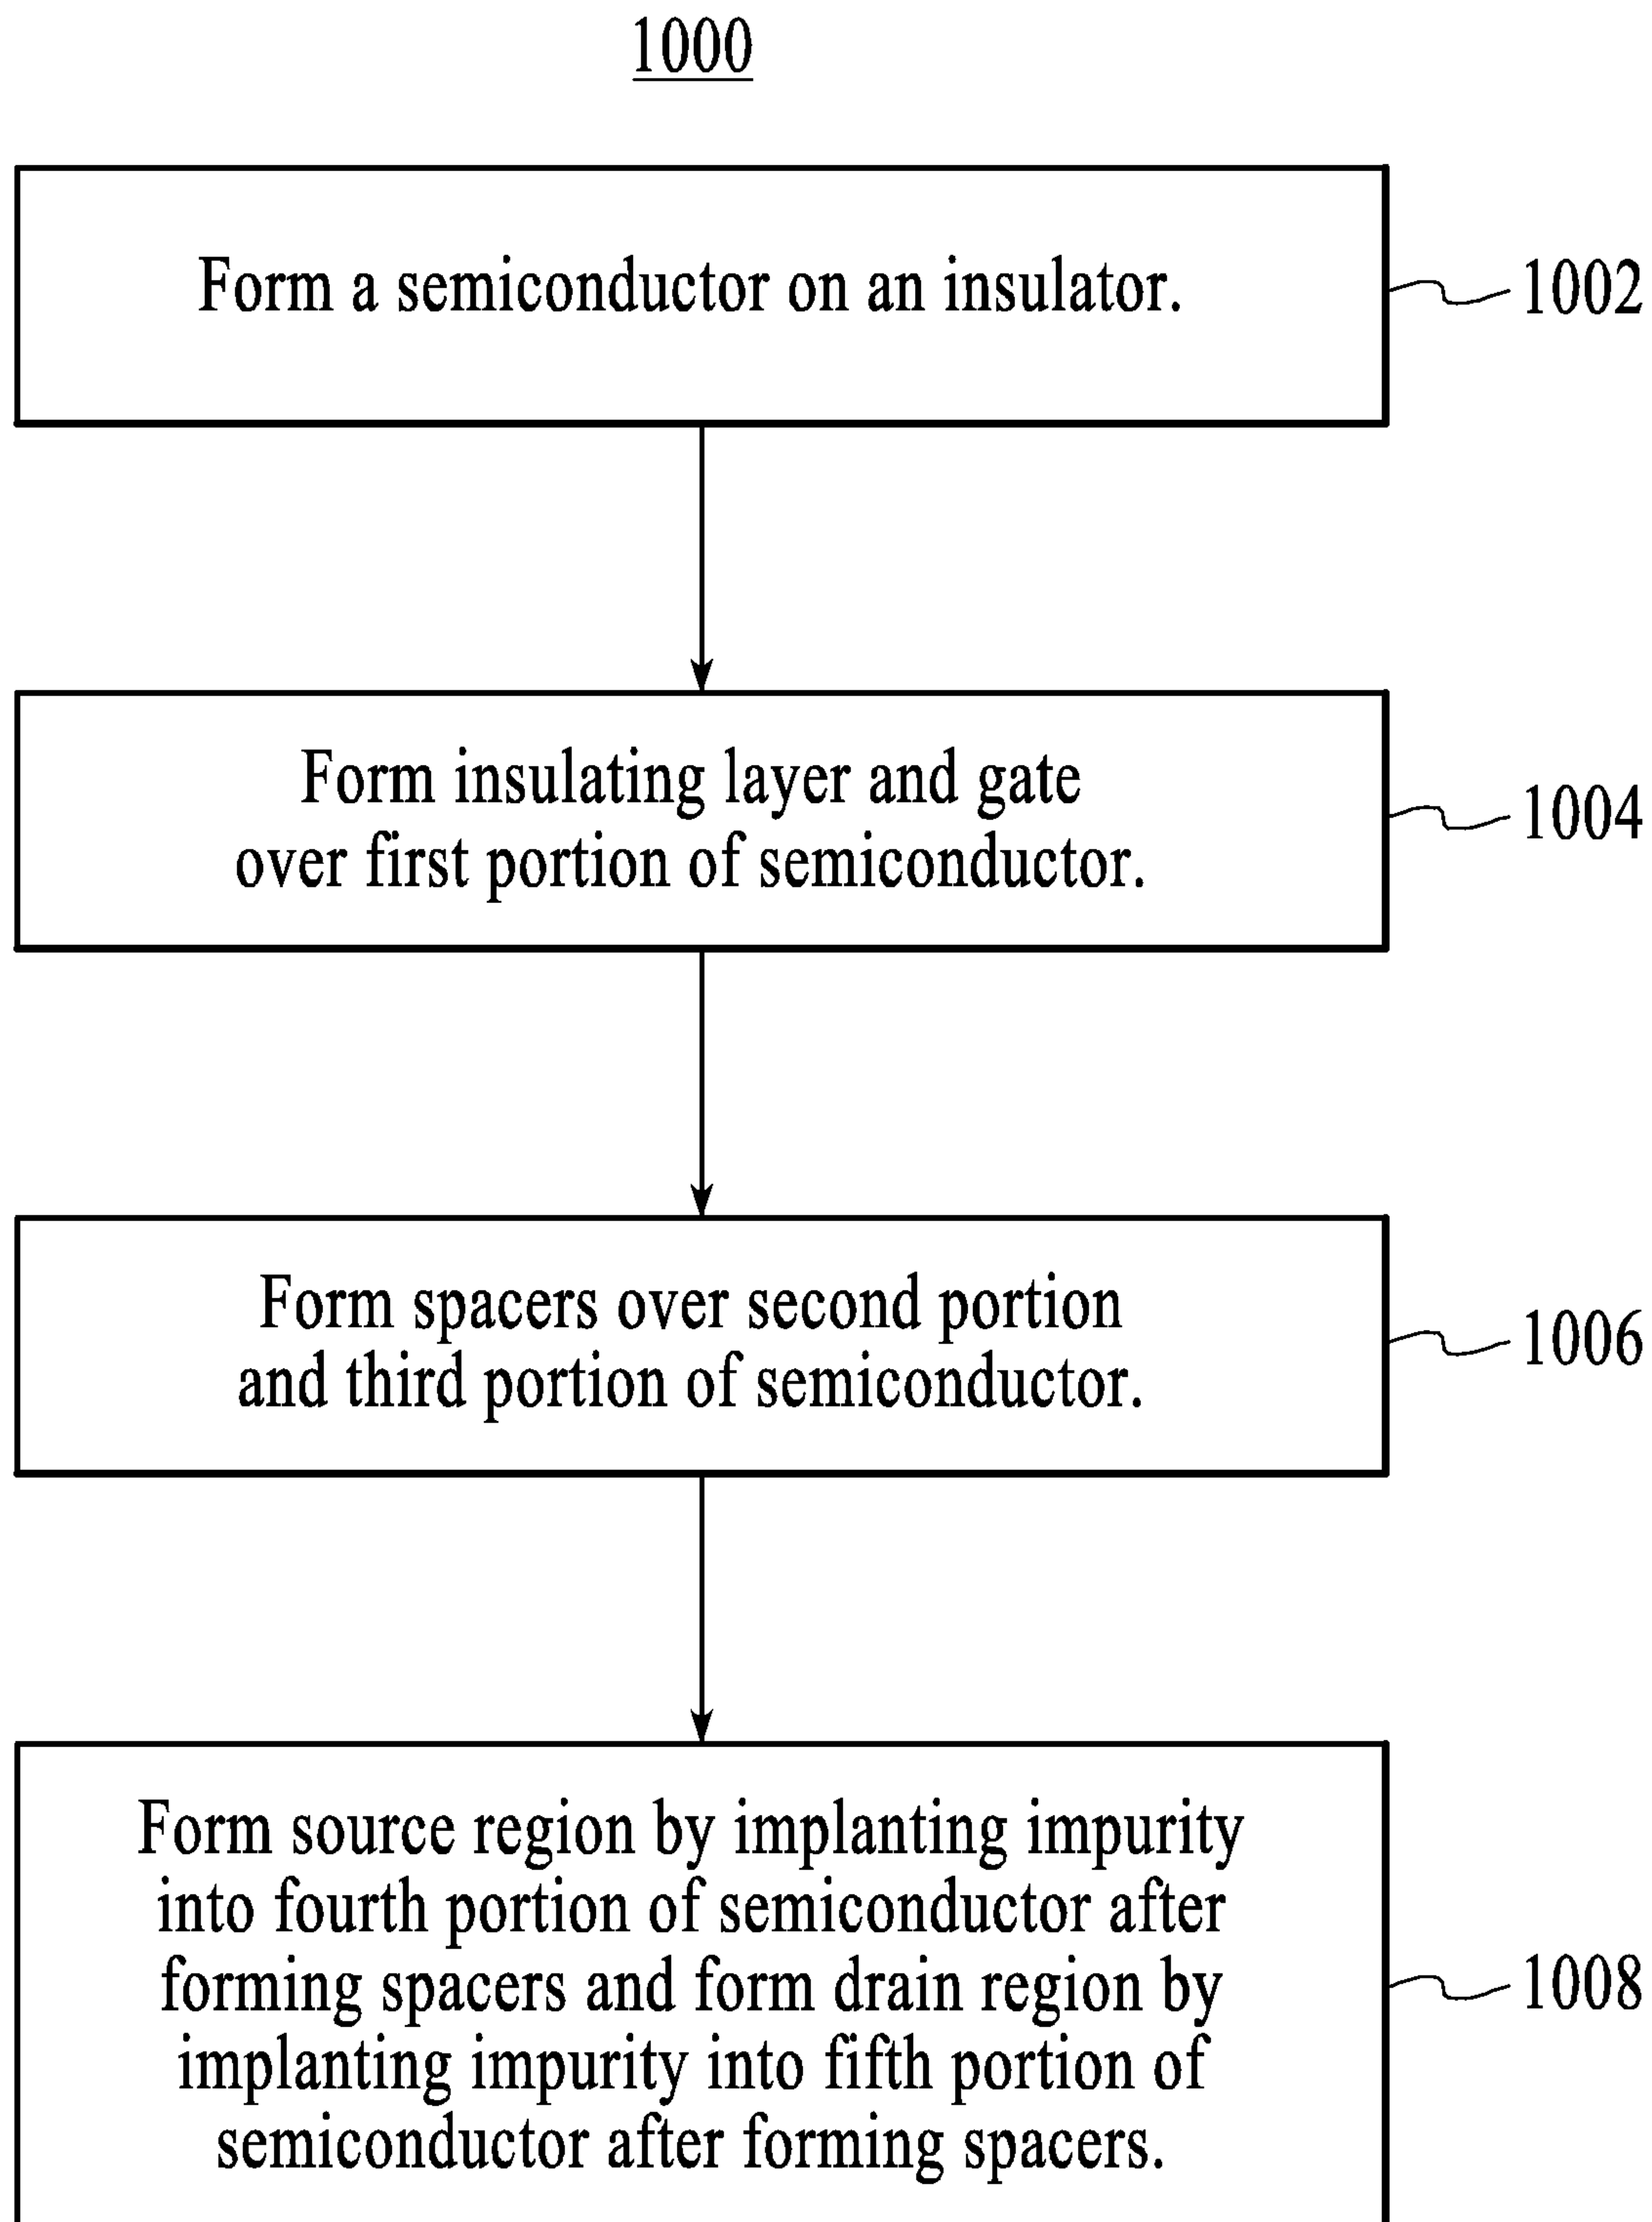 1000
Form a semiconductor on an insulator.
1002
Form insulating layer and gate
over first portion of semiconductor.
1004
Form spacers over second portion
and third portion of semiconductor.
1006
Form source region by implanting impurity
into fourth portion of semiconductor after
forming spacers and form drain region by
implanting impurity into fifth portion of
semiconductor after forming spacers.
1008